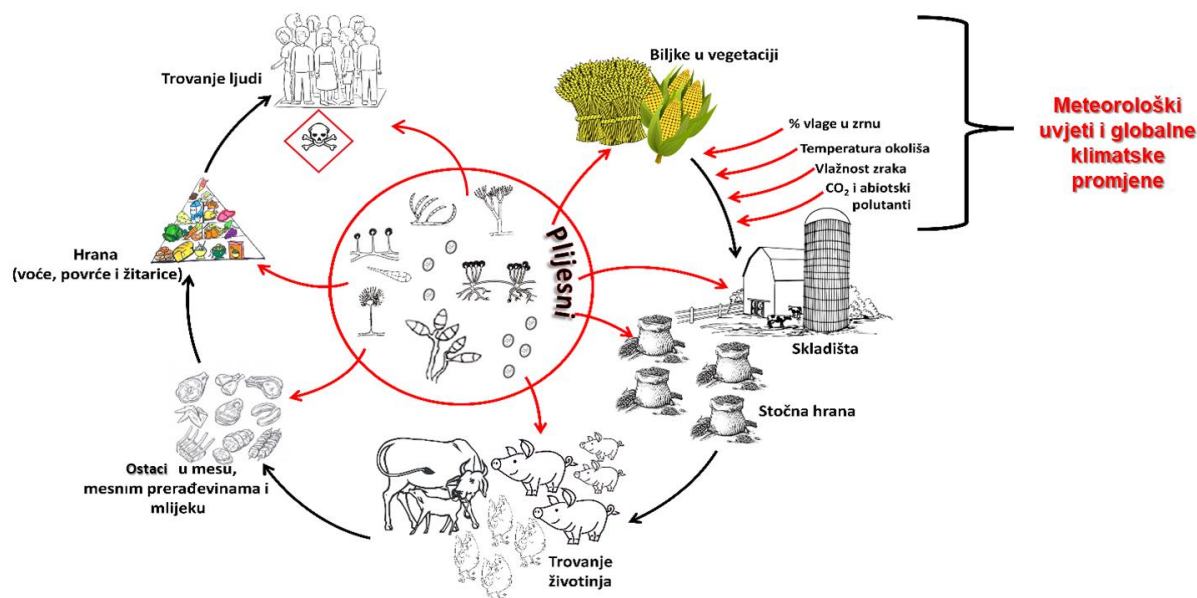 Trovanje ljudi
Biljke u vegetaciji
% vlage u zrnu
Temperatura okoliša
Vlažnost zraka
CO₂ i abiotski
polutanti
Meteorološki
uvjeti i globalne
klimatske
promjene
Plijesni
Hrana
(voće, povrće i žitarice)
Skladišta
Stočna hrana
Ostaci u mesu,
mesnim prerađevinama i
mlijeku
Trovanje
životinja